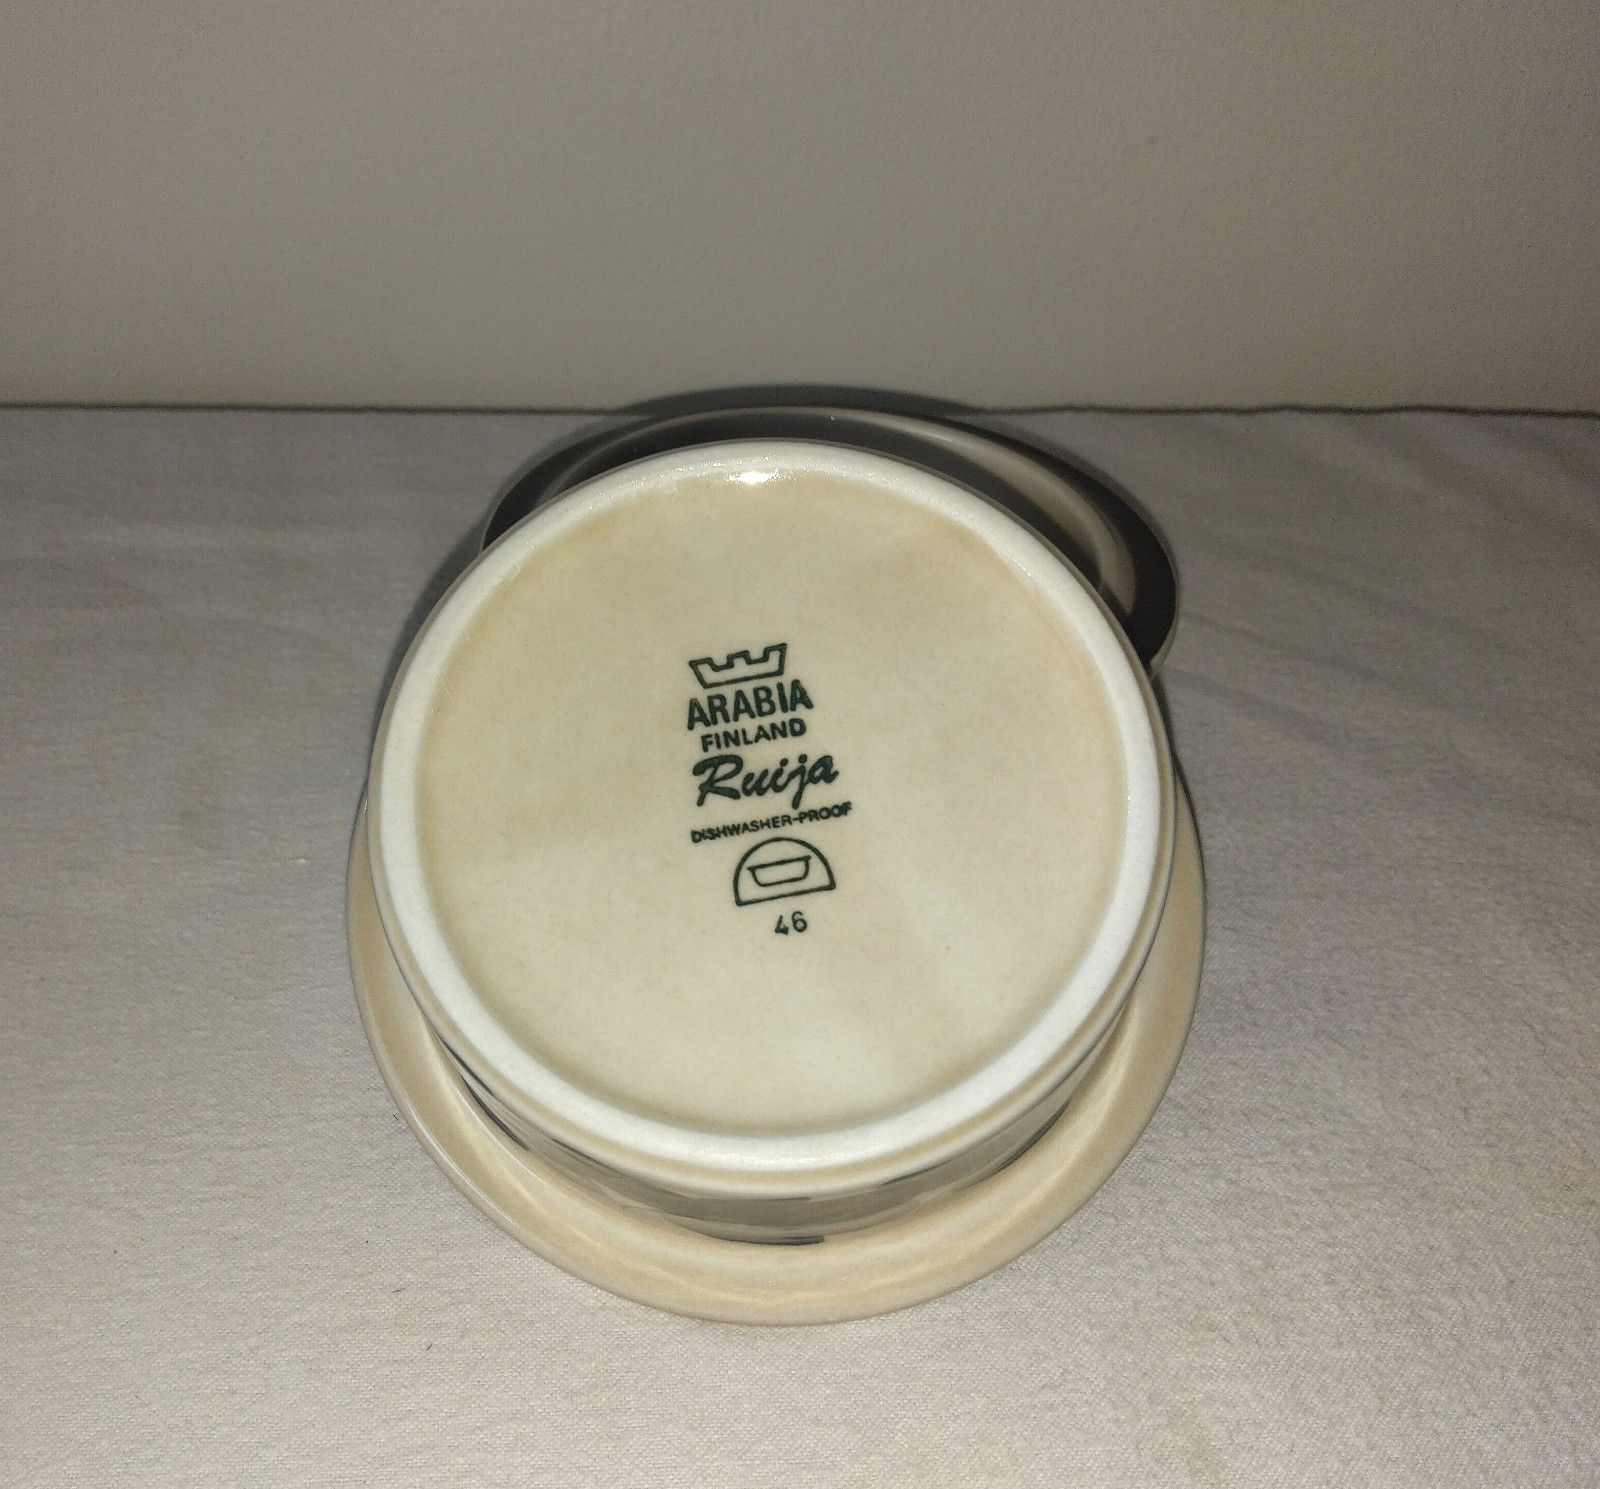 ARABIA
FINLAND
Ruija
DISHWASHER-PROOF
46